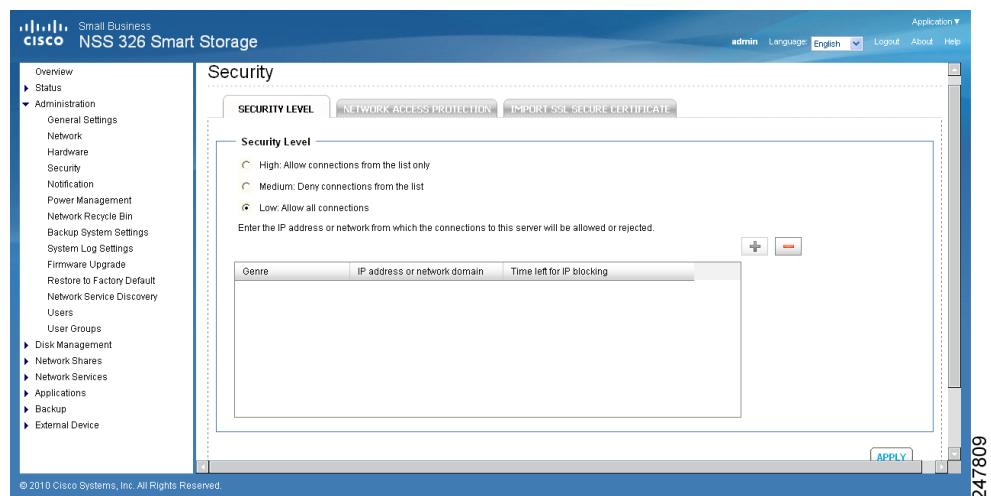 Small Business
CISCO NSS 326 Smart Storage
Application
admin Language: English Logout About Help
Overview
Status
Administration
General Settings
Network
Hardware
Security
Notification
Power Management
Network Recycle Bin
Backup System Settings
System Log Settings
Firmware Upgrade
Restore to Factory Default
Network Service Discovery
Users
User Groups
Disk Management
Network Shares
Network Services
Applications
Backup
External Device
Security
SECURITY LEVEL NETWORK ACCESS PROTECTION IMPORT SSL SECURE CERTIFICATE
Security Level
High: Allow connections from the list only
Medium: Deny connections from the list
Low: Allow all connections
Enter the IP address or network from which the connections to this server will be allowed or rejected.
Genre IP address or network domain Time left for IP blocking
APPLY
© 2010 Cisco Systems, Inc. All Rights Reserved.
247809